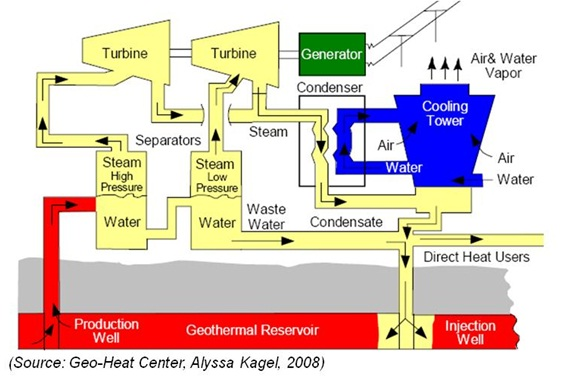 Turbine
Turbine
Generator
Air& Water
Vapor
Condenser
Cooling
Tower
Separators
Steam
Air
Air
Steam
High
Pressure
Steam
Low
Pressure
Water
Water
Water
Water
Waste
Water
Condensate
Direct Heat Users
Production
Well
Geothermal Reservoir
Injection
Well
(Source: Geo-Heat Center, Alyssa Kagel, 2008)